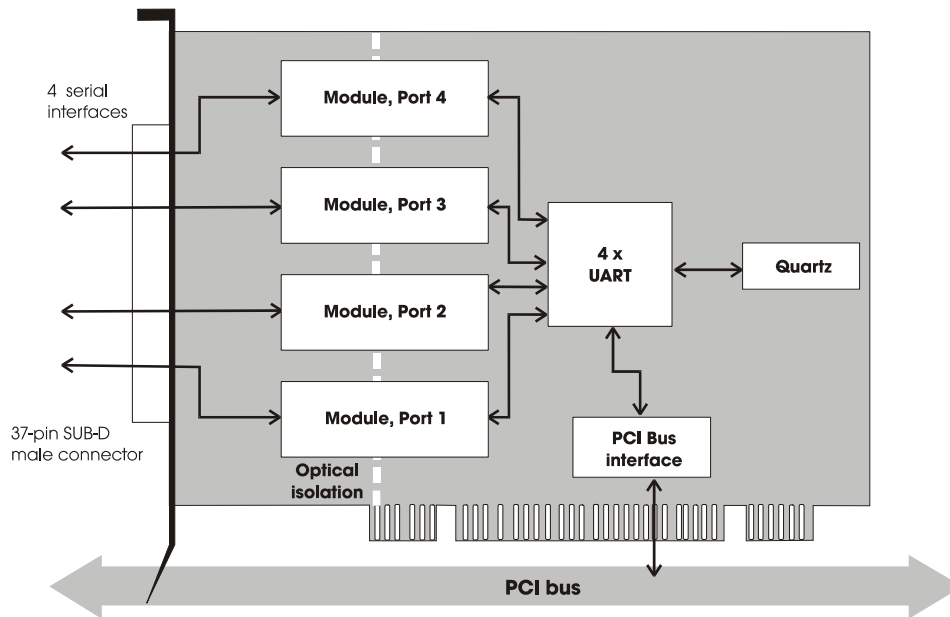 4 serial
interfaces
Module, Port 4
Module, Port 3
4 x
UART
Quartz
Module, Port 2
Module, Port 1
37-pin SUB-D
male connector
PCI Bus
interface
Optical
isolation
PCI bus